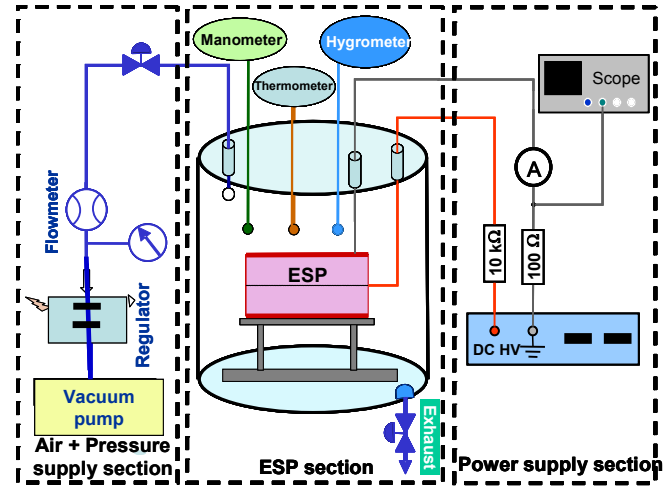 Manometer
Hygrometer
Thermometer
Scope
A
Flowmeter
10 kΩ
100 Ω
ESP
Regulator
DC HV
Vacuum
pump
Exhaust
Air + Pressure
supply section
ESP section
Power supply section